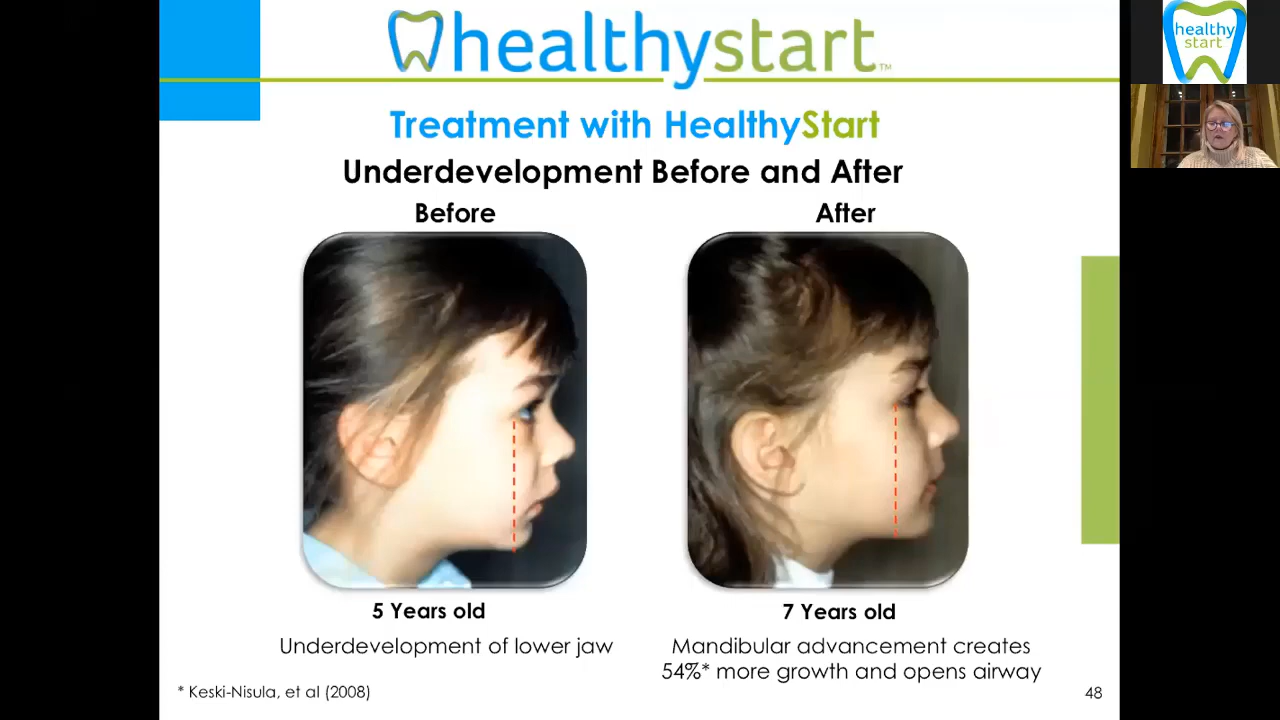 healthystart™
healthy
start
Treatment with HealthyStart
Underdevelopment Before and After
Before
After
5 Years old
7 Years old
Underdevelopment of lower jaw
Mandibular advancement creates
54%* more growth and opens airway
* Keski-Nisula, et al (2008)
48